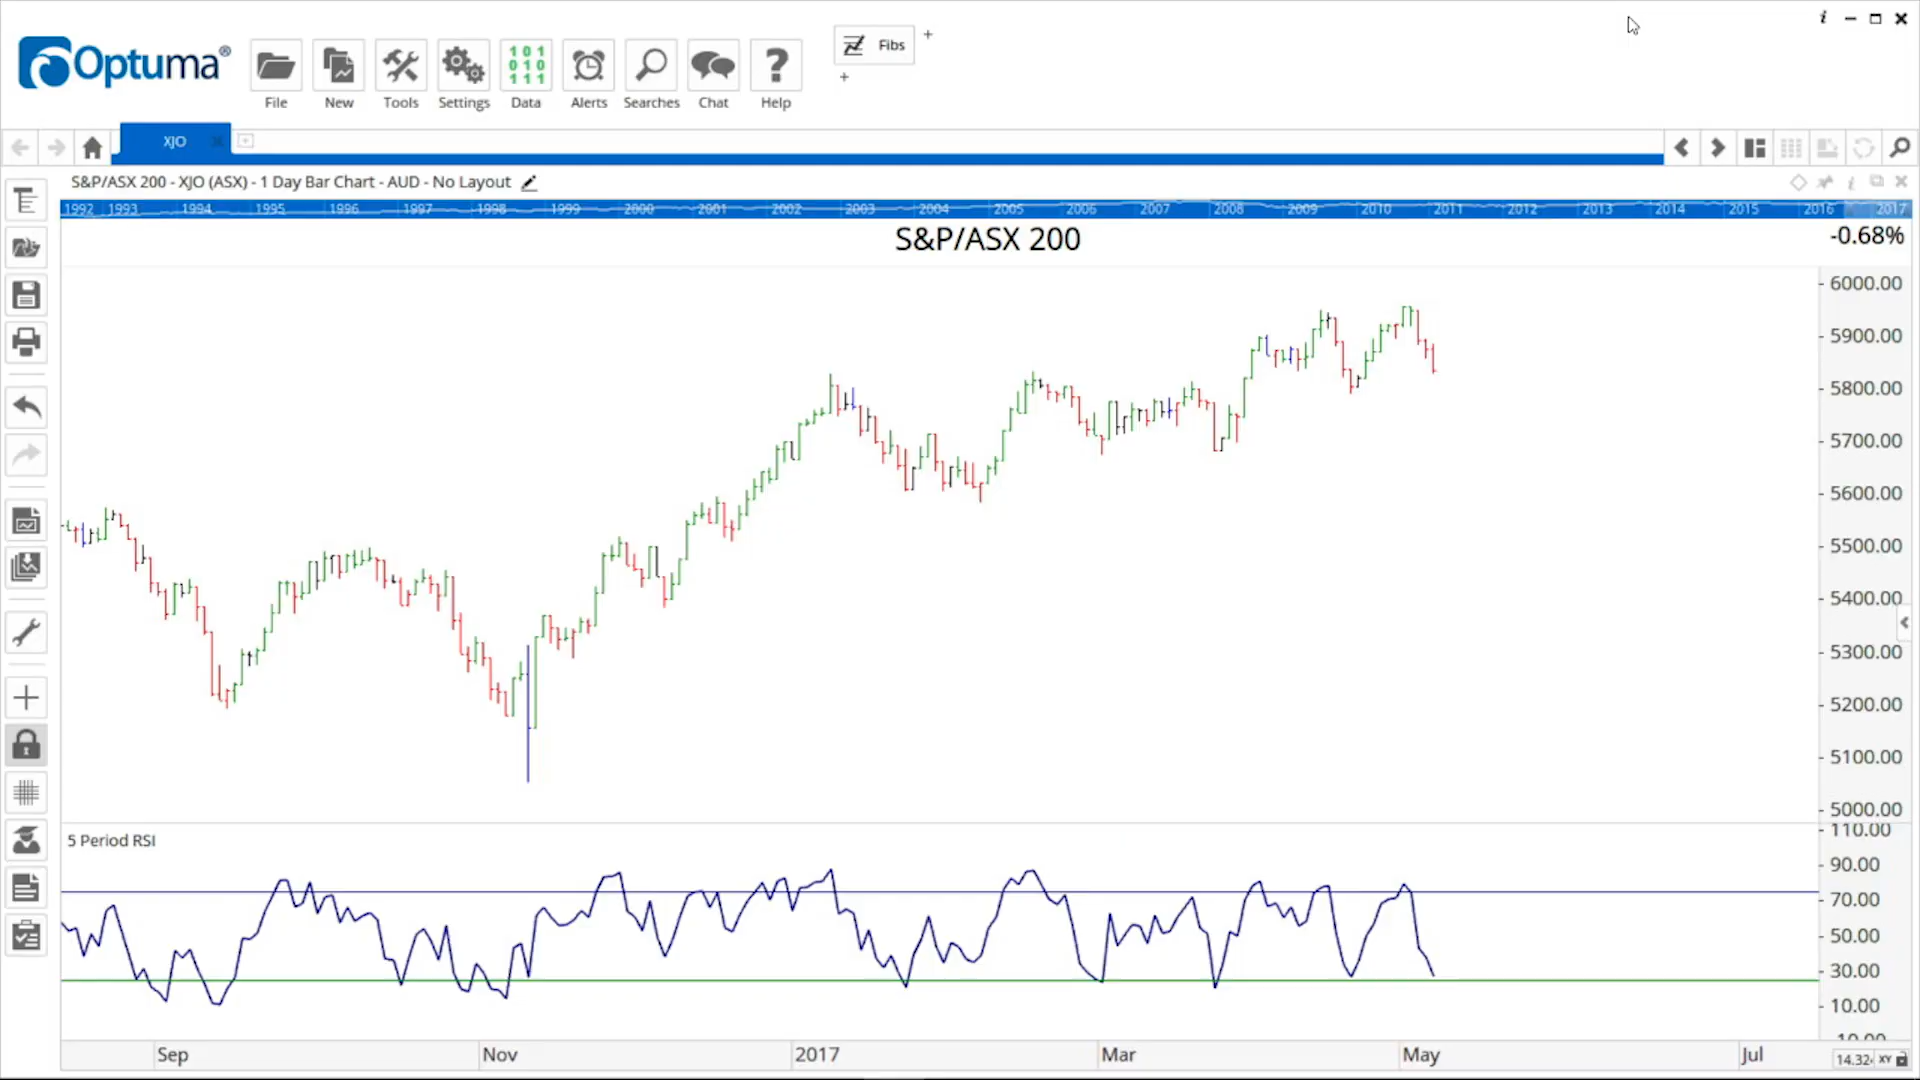 Optuma®
File New Tools Settings Data Alerts Searches Chat Help
Fibs
XJO
S&P/ASX 200 - XJO (ASX) - 1 Day Bar Chart - AUD - No Layout
1992 1993 1994 1995 1996 1997 1998 1999 2000 2001 2002 2003 2004 2005 2006 2007 2008 2009 2010 2011 2012 2013 2014 2015 2016 2017
S&P/ASX 200
-0.68%
6000.00
5900.00
5800.00
5700.00
5600.00
5500.00
5400.00
5300.00
5200.00
5100.00
5000.00
5 Period RSI
110.00
90.00
70.00
50.00
30.00
10.00
Sep Nov 2017 Mar May Jul
14.32 XY